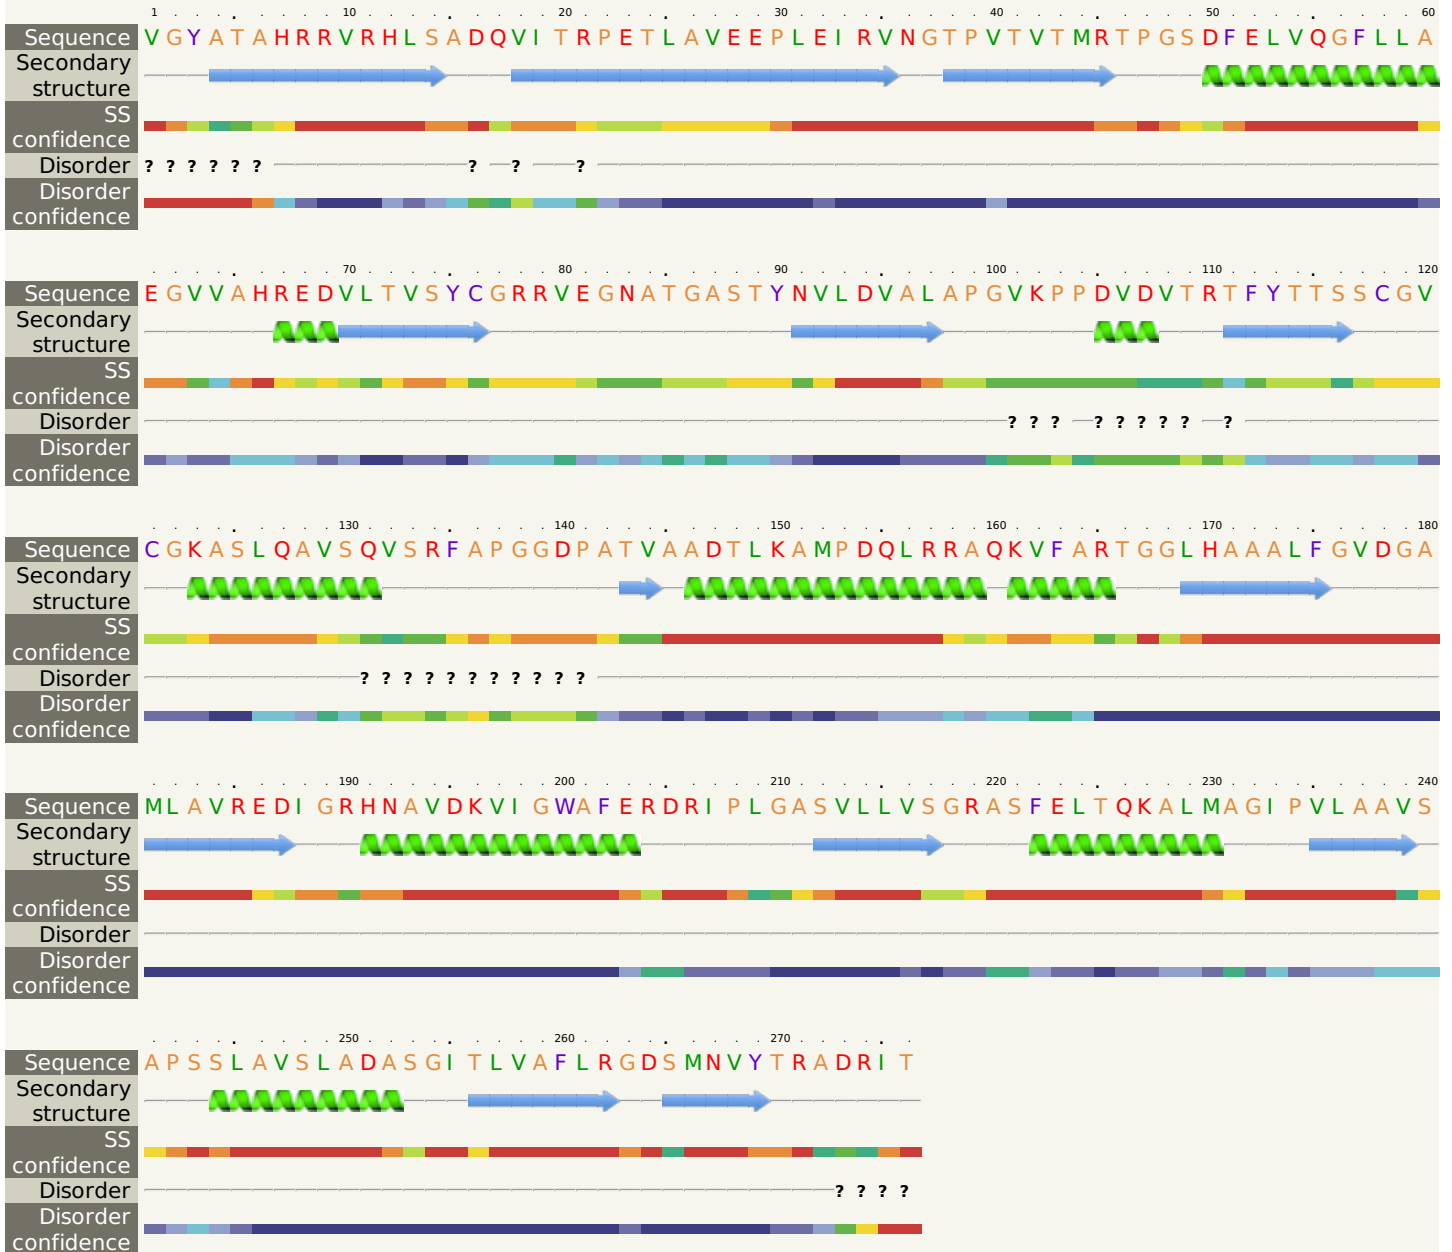 1 10 20 30 40 50 60
Sequence VGYATAHRRVRHLSADQVITRPETLAVEEPLEIRVNGTPVTVTMRTPGSDFELVQGFLLA
Secondary
structure
SS
confidence
Disorder ? ? ? ? ? ? ? ? ?
Disorder
confidence
70 80 90 100 110 120
Sequence EGVVAHREDVLTVSYCGRRVEGNATGASTYNVLDVALAPGVKPPDVDVTRTFYTTSSCGV
Secondary
structure
SS
confidence
Disorder ? ? ? ? ? ? ? ? ?
Disorder
confidence
130 140 150 160 170 180
Sequence CGKASLQAVSQVSRFAPGGDPATVAADTLKAMPDQLRRAQKVFARTGGLHAAALFGVDGA
Secondary
structure
SS
confidence
Disorder ? ? ? ? ? ? ? ? ? ? ?
Disorder
confidence
190 200 210 220 230 240
Sequence MLAVREDIGRHNAVDKVIGWAFERDRIPLGASVLLVSGRASFELTQKALMAGIPVLAAVS
Secondary
structure
SS
confidence
Disorder
Disorder
confidence
250 260 270
Sequence APSSLAVSLADASGITLVAFLRGDSMNVYTRADRIT
Secondary
structure
SS
confidence
Disorder ? ? ? ?
Disorder
confidence